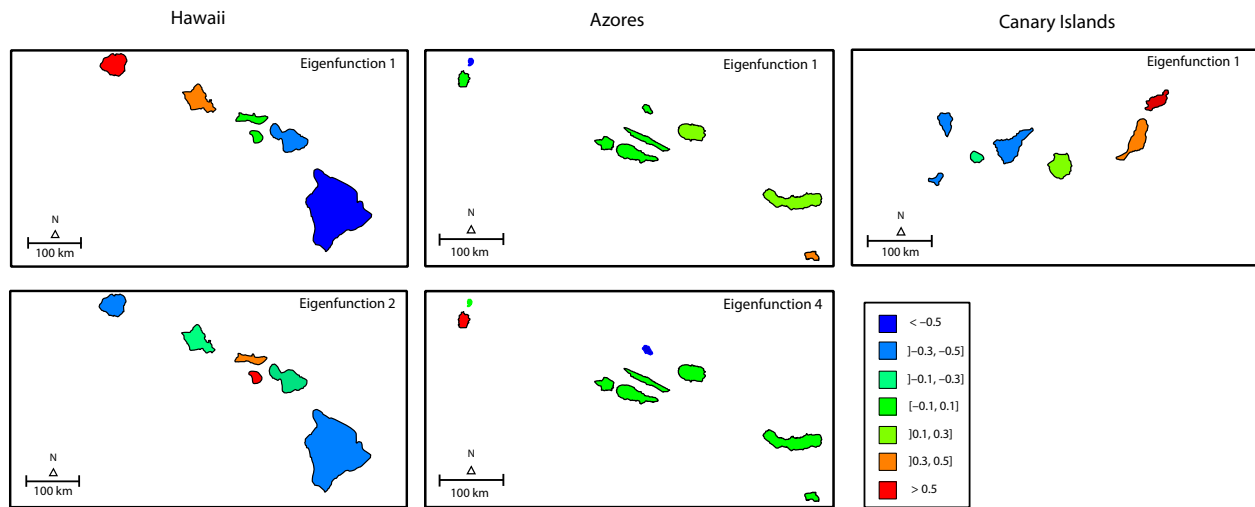 Hawaii
Azores
Canary Islands
Eigenfunction 1
N
100 km
Eigenfunction 1
N
100 km
Eigenfunction 1
N
100 km
Eigenfunction 2
N
100 km
Eigenfunction 4
N
100 km
< −0.5
]−0.3, −0.5]
]−0.1, −0.3]
[−0.1, 0.1]
]0.1, 0.3]
]0.3, 0.5]
> 0.5